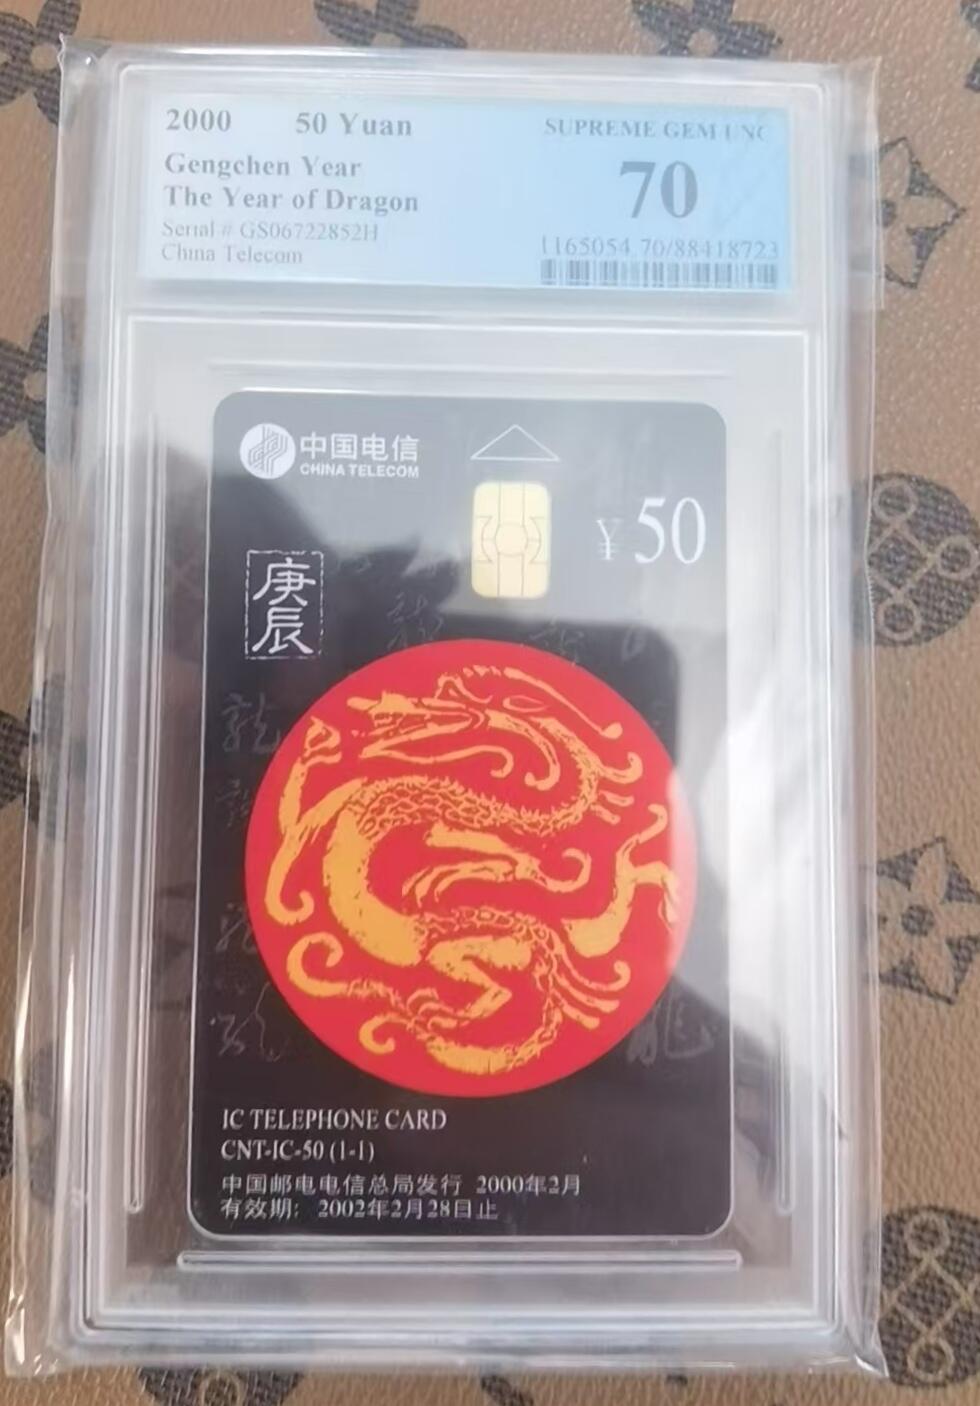 2000 50 Yuan
SUPREME GEM UNC
Gengchen Year
70
The Year of Dragon
Serial # GS06722852H
China Telecom
1165054.70/88418723
中国电信
CHINA TELECOM
¥50
庚辰
龍
龍
IC TELEPHONE CARD
CNT-IC-50 (1-1)
中国邮电电信总局发行 2000年2月
有效期: 2002年2月28日止